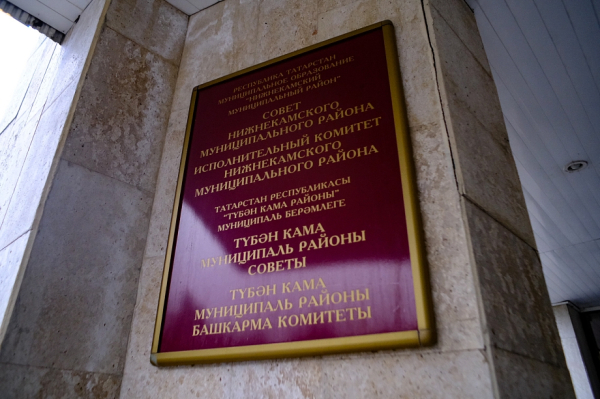 РЕСПУБЛИКА ТАТАРСТАН
МУНИЦИПАЛЬНОЕ ОБРАЗОВАНИЕ
"НИЖНЕКАМСКИЙ
МУНИЦИПАЛЬНЫЙ РАЙОН"
СОВЕТ
НИЖНЕКАМСКОГО
МУНИЦИПАЛЬНОГО РАЙОНА
ИСПОЛНИТЕЛЬНЫЙ КОМИТЕТ
НИЖНЕКАМСКОГО
МУНИЦИПАЛЬНОГО РАЙОНА
ТАТАРСТАН РЕСПУБЛИКАСЫ
"ТҮБӘН КАМА РАЙОНЫ"
МУНИЦИПАЛЬ БЕРӘМЛЕГЕ
ТҮБӘН КАМА
МУНИЦИПАЛЬ РАЙОНЫ
СОВЕТЫ
ТҮБӘН КАМА
МУНИЦИПАЛЬ РАЙОНЫ
БАШКАРМА КОМИТЕТЫ